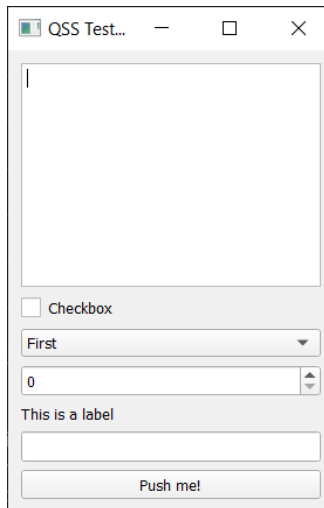 QSS Test...
Checkbox
First
0
This is a label
Push me!